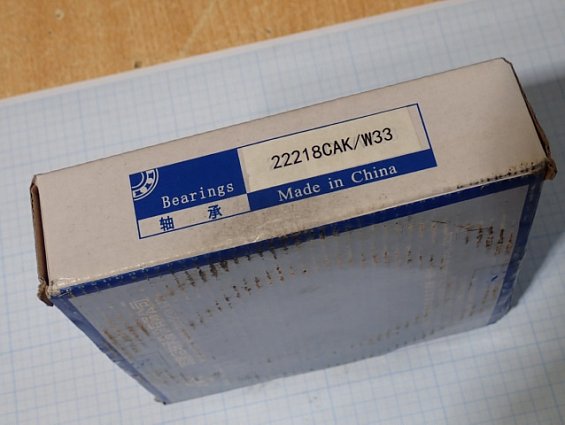 22218CAK/W33
Bearings
Made in China
轴 承